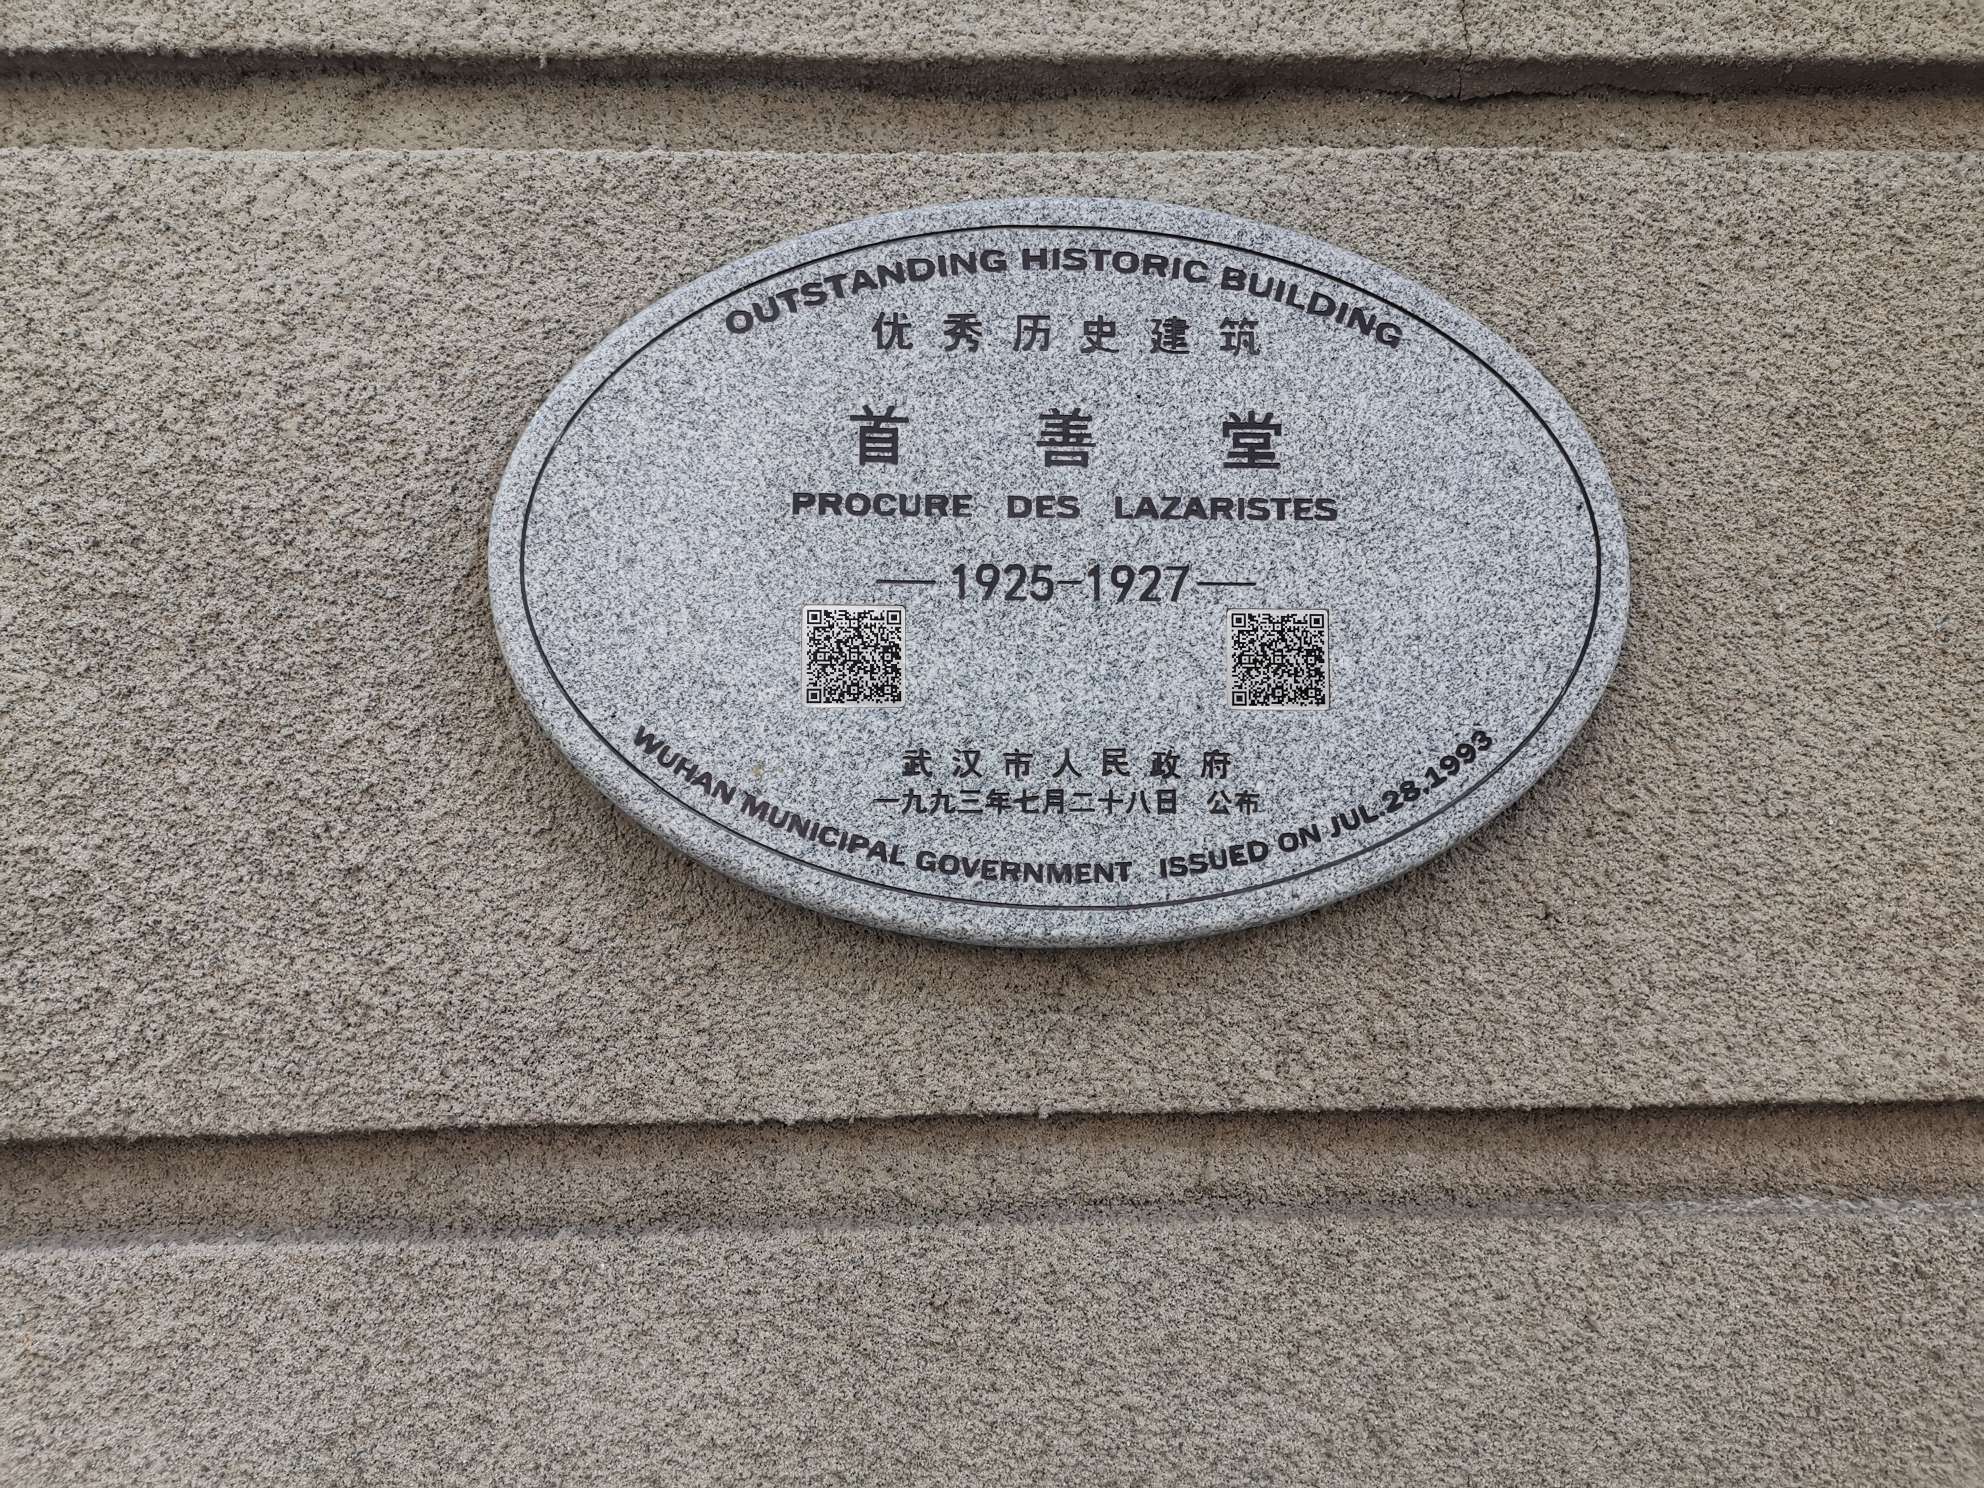 OUTSTANDING HISTORIC BUILDING
优秀历史建筑
首善堂
PROCURE DES LAZARISTES
—1925-1927—
武汉市人民政府
一九九三年七月二十八日 公布
WUHAN MUNICIPAL GOVERNMENT ISSUED ON JUL.28.1993